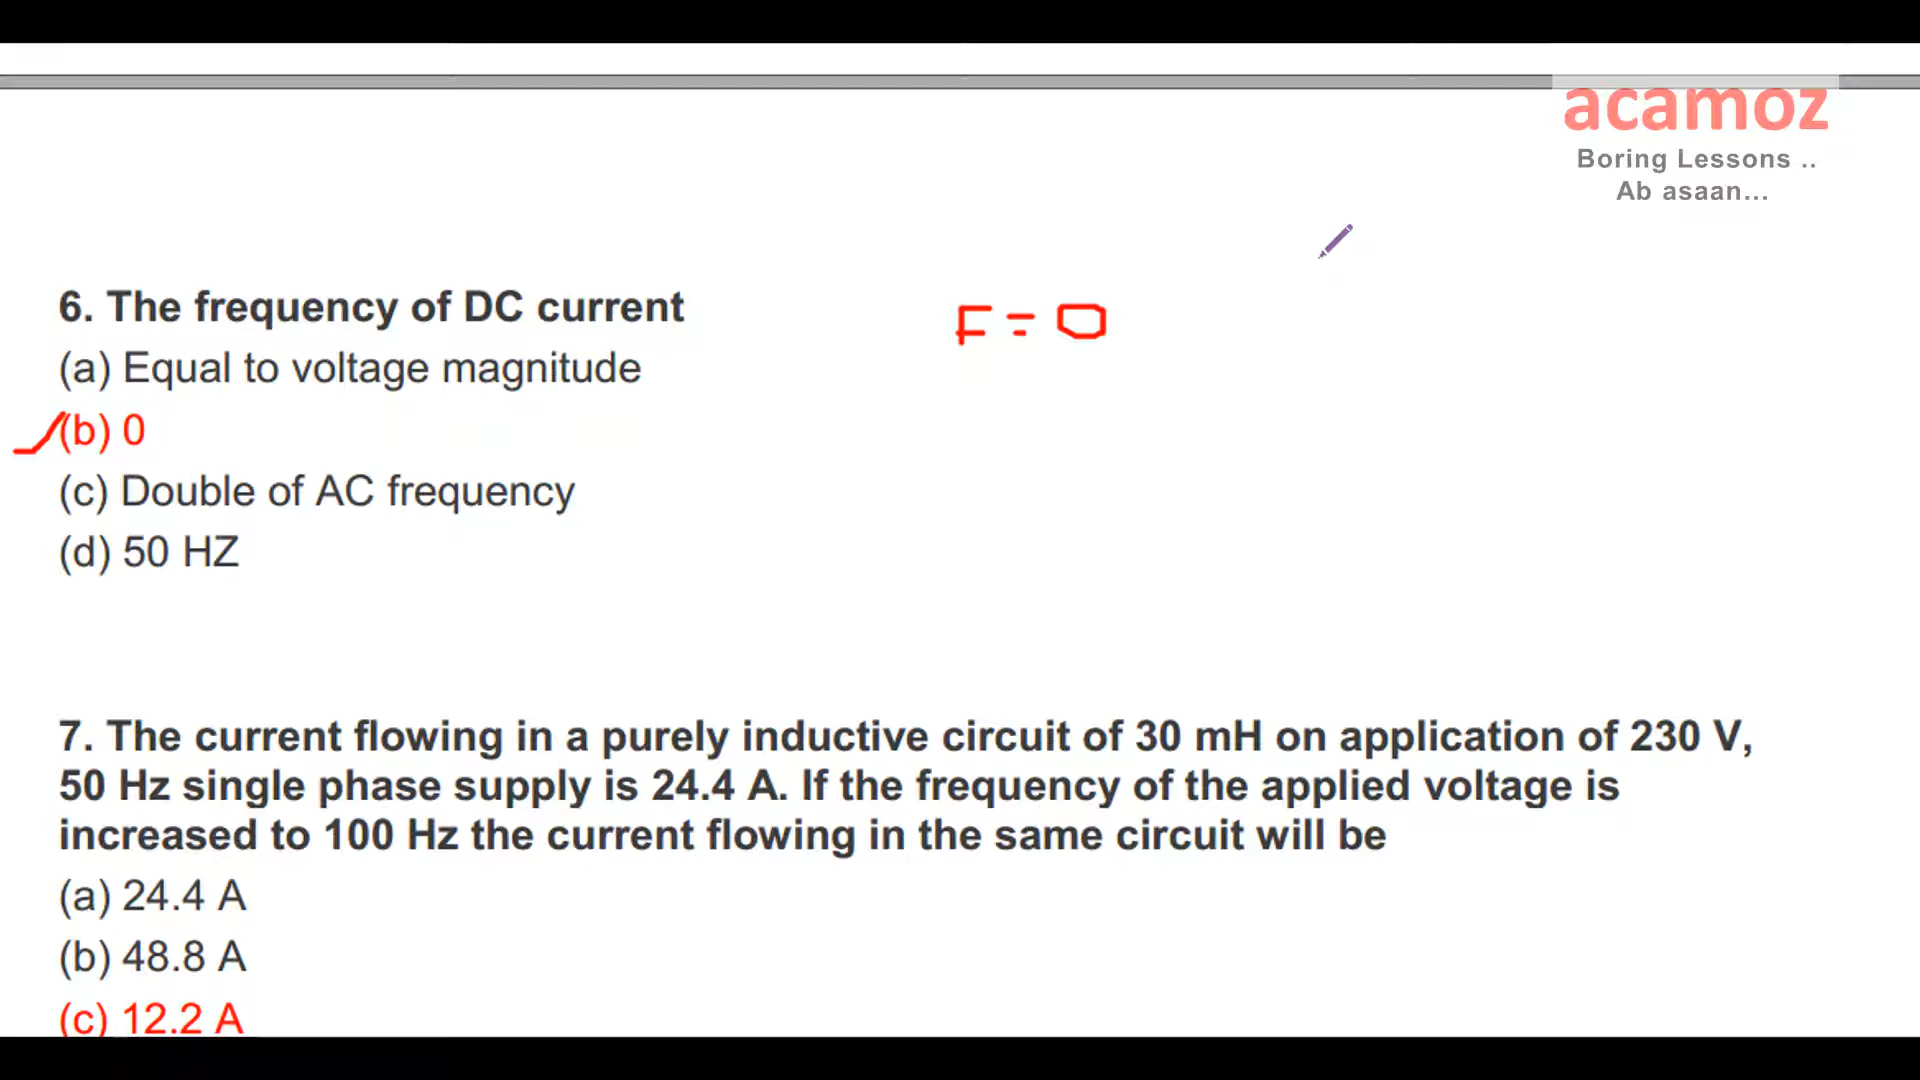 acamoz
Boring Lessons ..
Ab asaan...
6. The frequency of DC current
F = 0
(a) Equal to voltage magnitude
(b) 0
(c) Double of AC frequency
(d) 50 HZ
7. The current flowing in a purely inductive circuit of 30 mH on application of 230 V,
50 Hz single phase supply is 24.4 A. If the frequency of the applied voltage is
increased to 100 Hz the current flowing in the same circuit will be
(a) 24.4 A
(b) 48.8 A
(c) 12.2 A